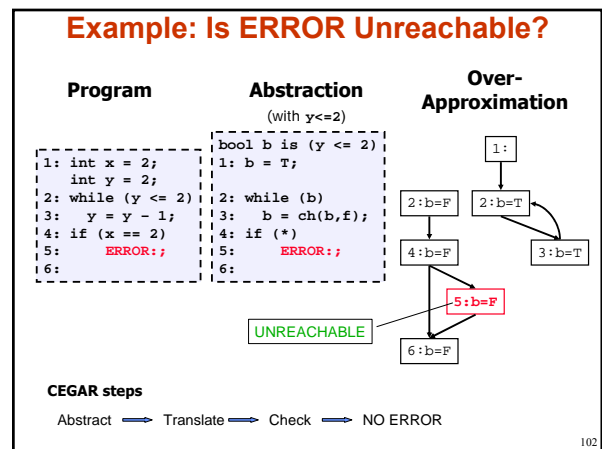 Example: Is ERROR Unreachable?
Program
1: int x = 2;
int y = 2;
2: while (y <= 2)
3: y = y - 1;
4: if (x == 2)
5: ERROR:;
6:
Abstraction
(with y<=2)
bool b is (y <= 2)
1: b = T;
2: while (b)
3: b = ch(b,f);
4: if (*)
5: ERROR:;
6:
Over-
Approximation
1:
2:b=F
2:b=T
4:b=F
3:b=T
5:b=F
UNREACHABLE
6:b=F
CEGAR steps
Abstract Translate Check NO ERROR
102